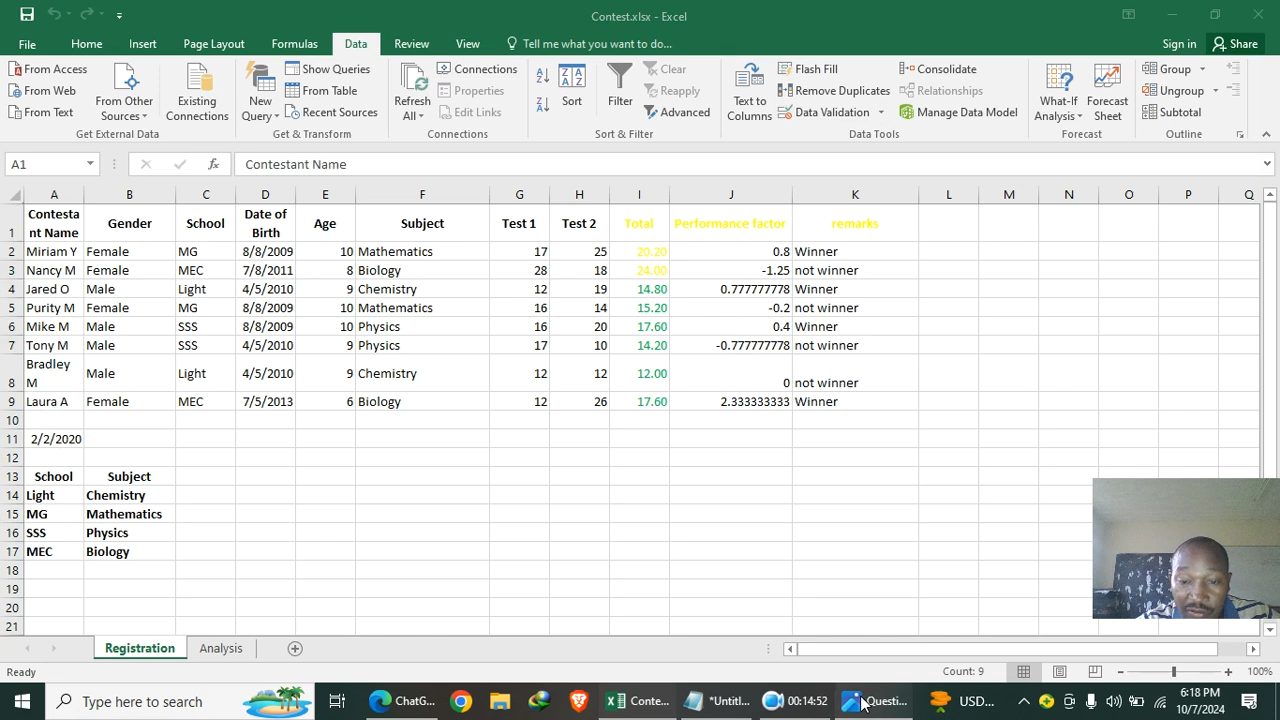 Contest.xlsx - Excel
File Home Insert Page Layout Formulas Data Review View Tell me what you want to do... Sign in Share
From Access
From Web
From Text
From Other Sources
Existing Connections
Get External Data
New Query
Show Queries
From Table
Recent Sources
Get & Transform
Refresh All
Connections
Properties
Edit Links
Connections
Sort
Filter
Clear
Reapply
Advanced
Sort & Filter
Text to Columns
Flash Fill
Remove Duplicates
Data Validation
Consolidate
Relationships
Manage Data Model
Data Tools
What-If Analysis
Forecast Sheet
Forecast
Group
Ungroup
Subtotal
Outline
A1 fx Contestant Name
A B C D E F G H I J K L M N O P Q
1 Contesta nt Name Gender School Date of Birth Age Subject Test 1 Test 2 Total Performance factor remarks
2 Miriam Y Female MG 8/8/2009 10 Mathematics 17 25 20.20 0.8 Winner
3 Nancy M Female MEC 7/8/2011 8 Biology 28 18 24.00 -1.25 not winner
4 Jared O Male Light 4/5/2010 9 Chemistry 12 19 14.80 0.777777778 Winner
5 Purity M Female MG 8/8/2009 10 Mathematics 16 14 15.20 -0.2 not winner
6 Mike M Male SSS 8/8/2009 10 Physics 16 20 17.60 0.4 Winner
7 Tony M Male SSS 4/5/2010 9 Physics 17 10 14.20 -0.777777778 not winner
8 Bradley M Male Light 4/5/2010 9 Chemistry 12 12 12.00 0 not winner
9 Laura A Female MEC 7/5/2013 6 Biology 12 26 17.60 2.333333333 Winner
10
11 2/2/2020
12
13 School Subject
14 Light Chemistry
15 MG Mathematics
16 SSS Physics
17 MEC Biology
18
19
20
21
Registration Analysis
Ready Count: 9 100%
Type here to search ChatG... Conte... *Untitl... 00:14:52 Questi... USD... 6:18 PM
10/7/2024